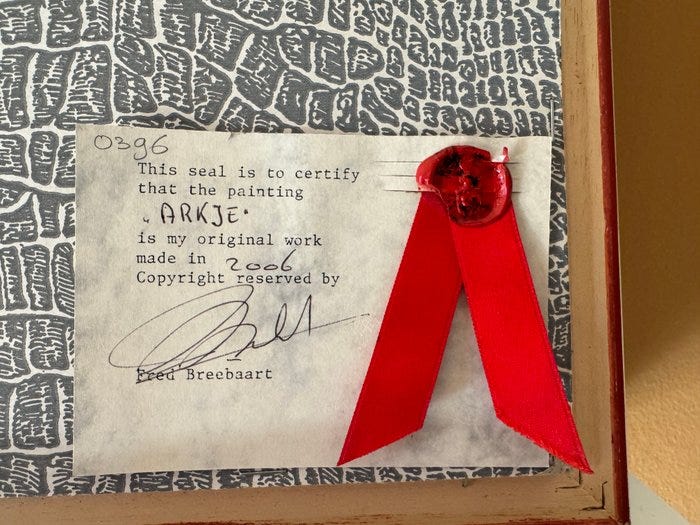 0396
This seal is to certify
that the painting
"ARKJE"
is my original work
made in 2006
Copyright reserved by
Fred Breebaart